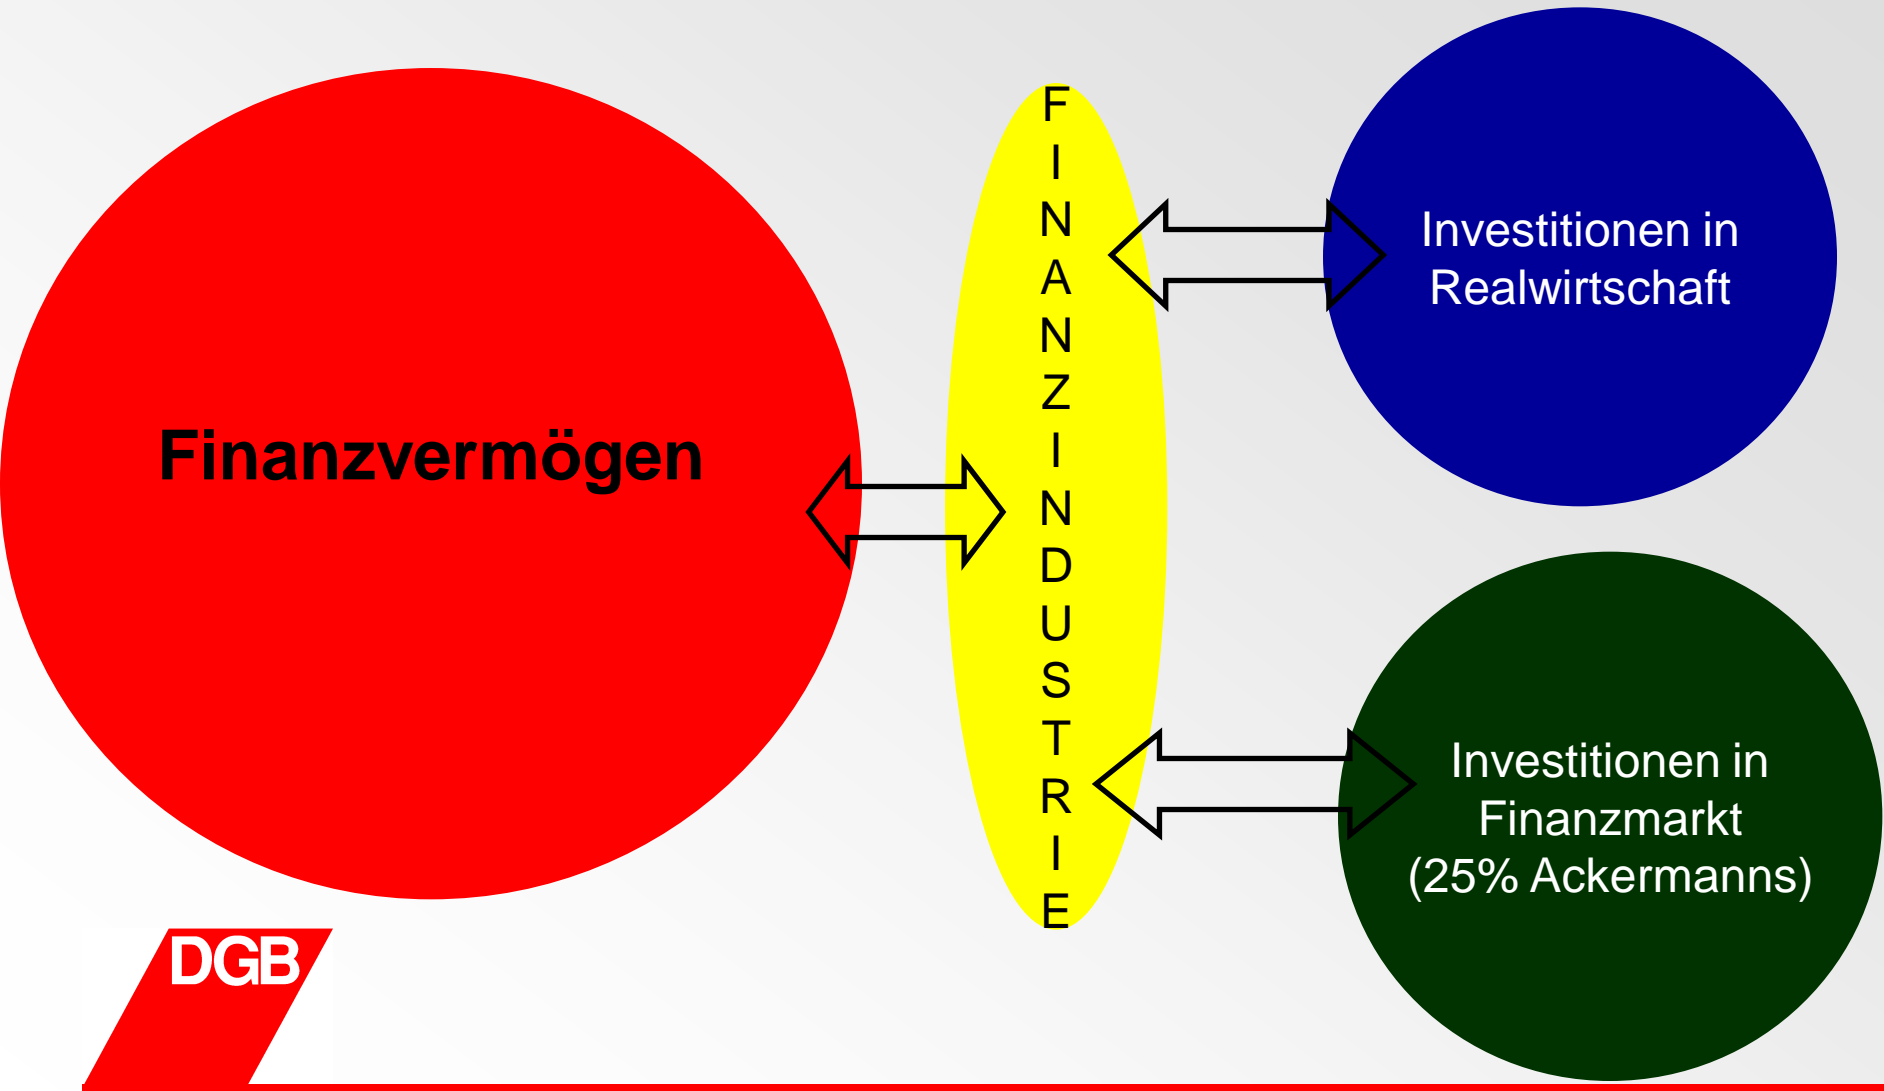 Finanzvermögen
F
I
N
A
N
Z
I
N
D
U
S
T
R
I
E
Investitionen in
Realwirtschaft
Investitionen in
Finanzmarkt
(25% Ackermanns)
DGB